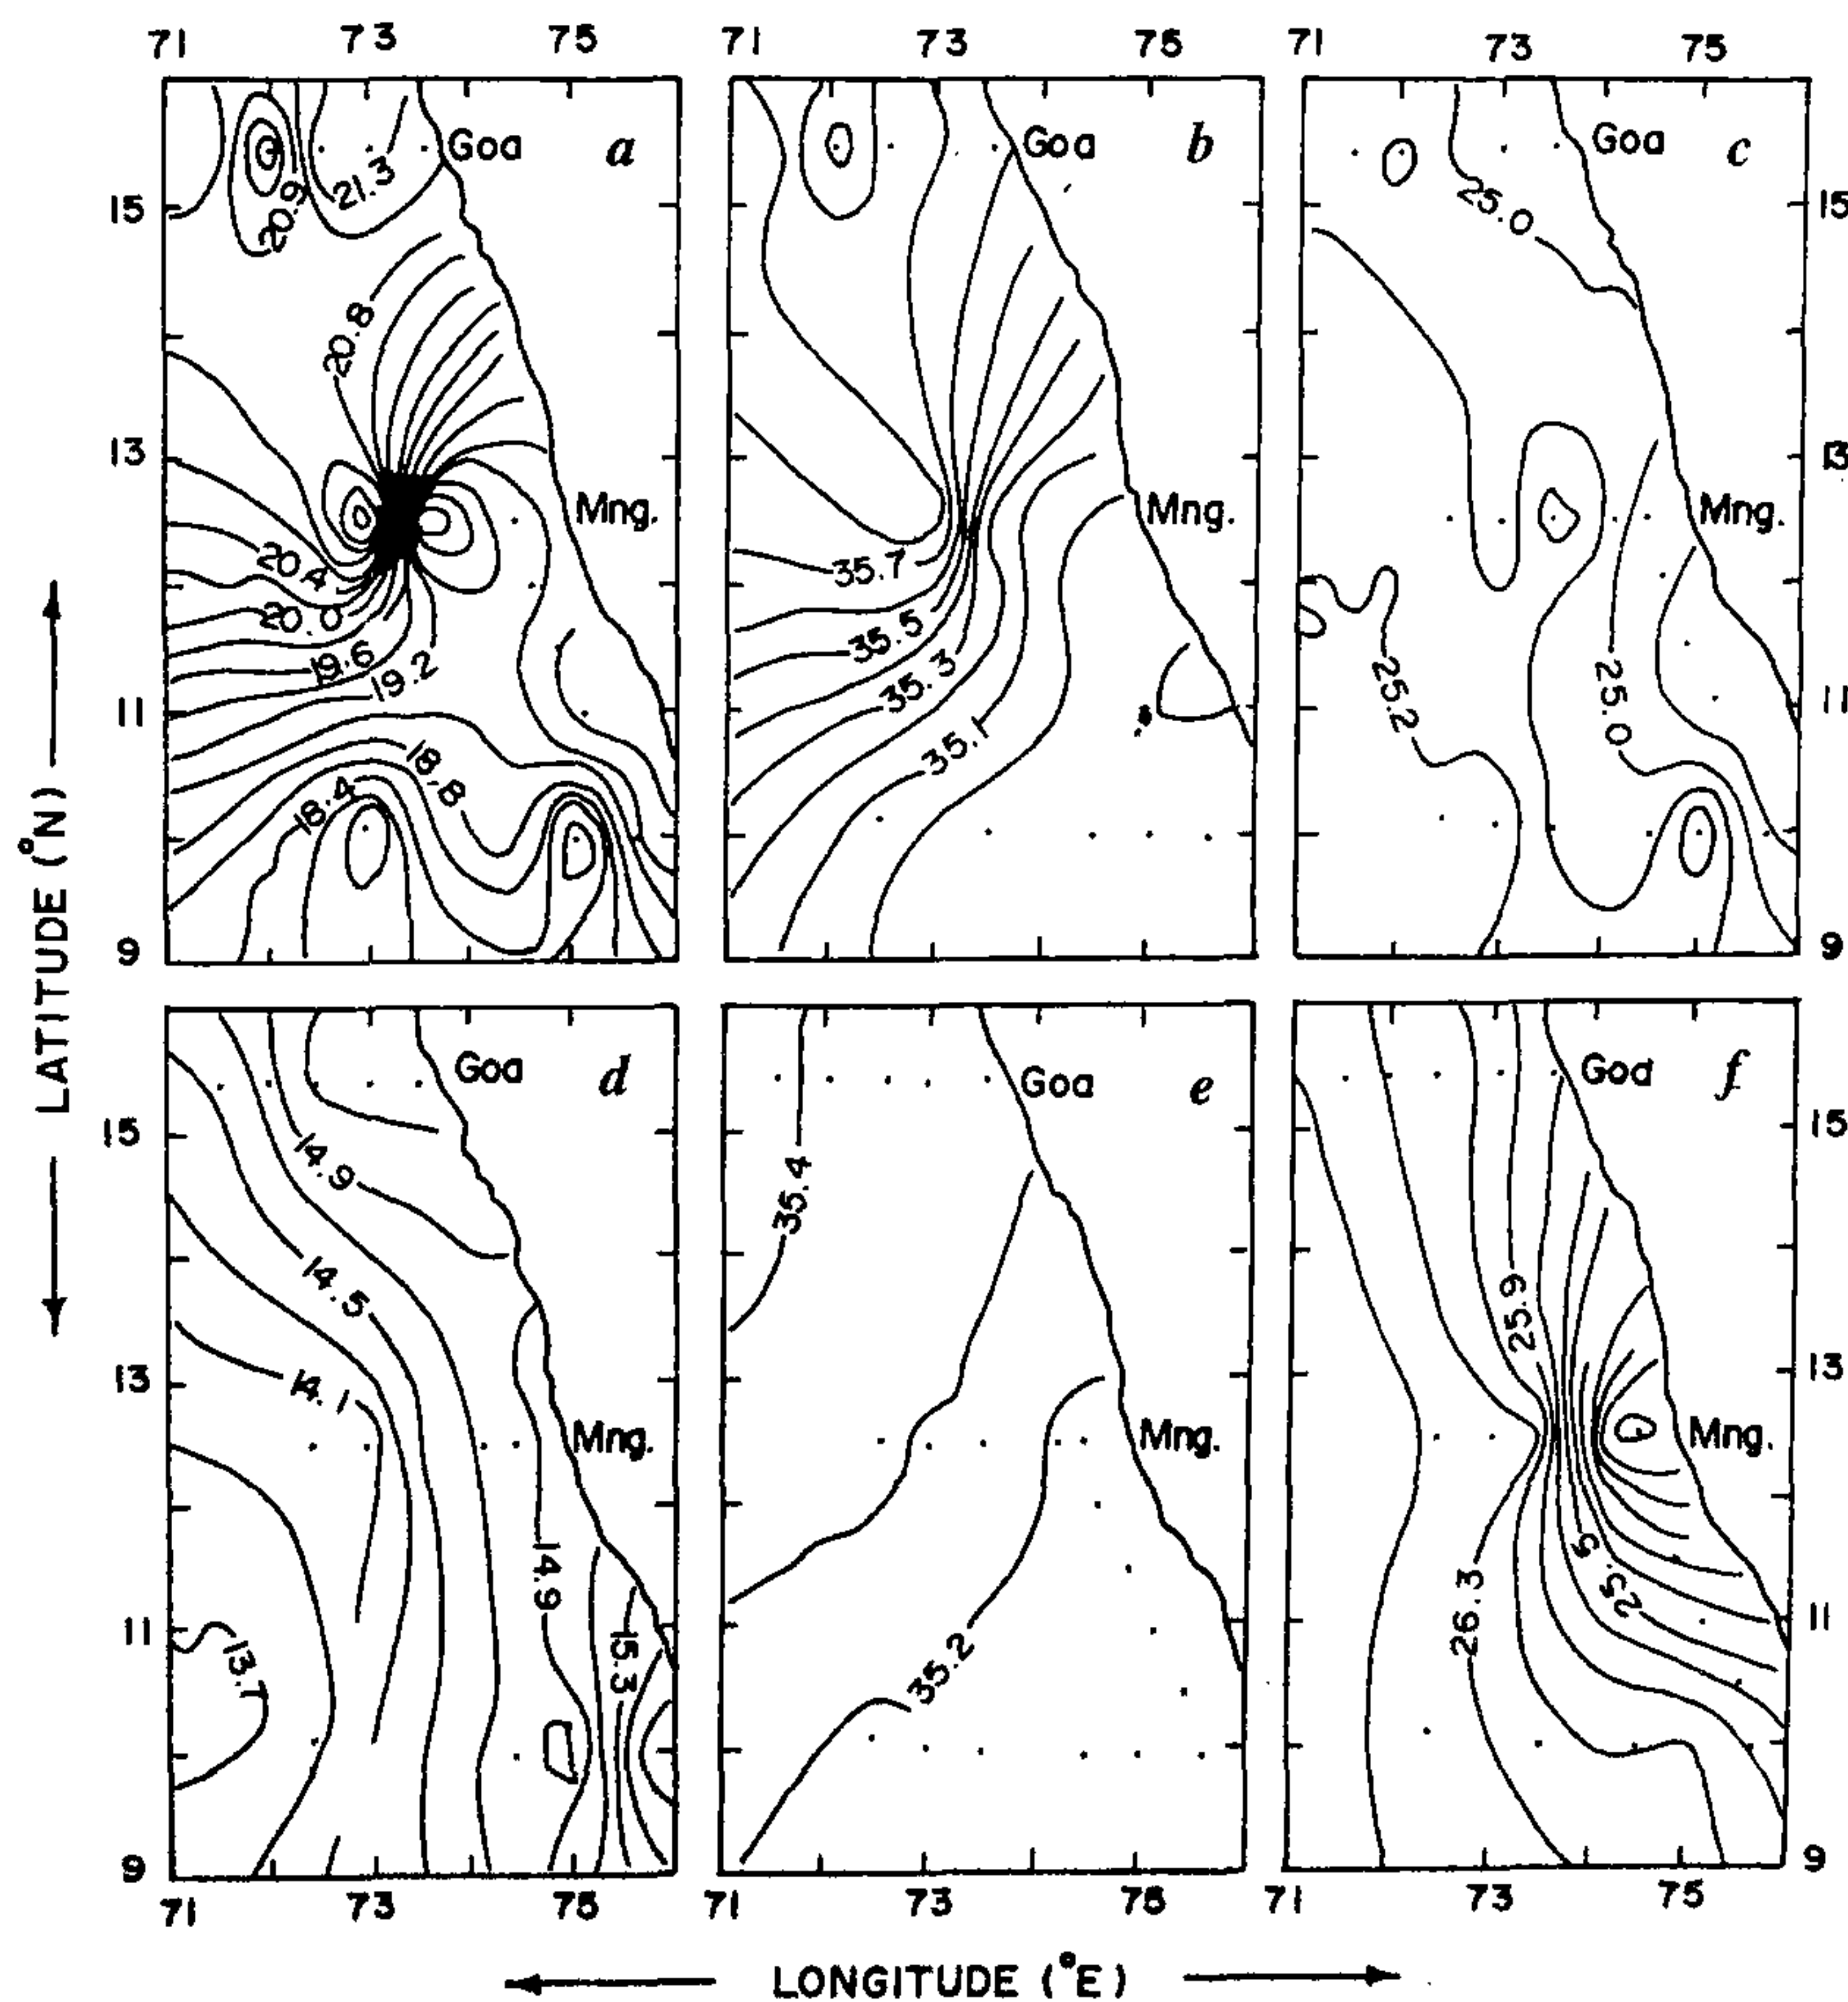 71 73 75 71 73 75 71 73 75
Goa a Goa b Goa c
21.3
20.9
25.0
15 15
20.8
13 13
Mng. Mng. Mng.
20.4 35.7
20.0 35.5
19.6 19.2 35.3 25.2 25.0
11 11
35.1
18.8
18.4
9 9
LATITUDE (°N)
Goa d Goa e Goa f
15 15
14.9 35.4
14.5 25.9
13 13
14.1
Mng. Mng. Mng.
14.9 25.5
26.3
11 11
13.7 15.3 35.2
9 9
71 73 75 71 73 75 71 73 75
LONGITUDE (°E)